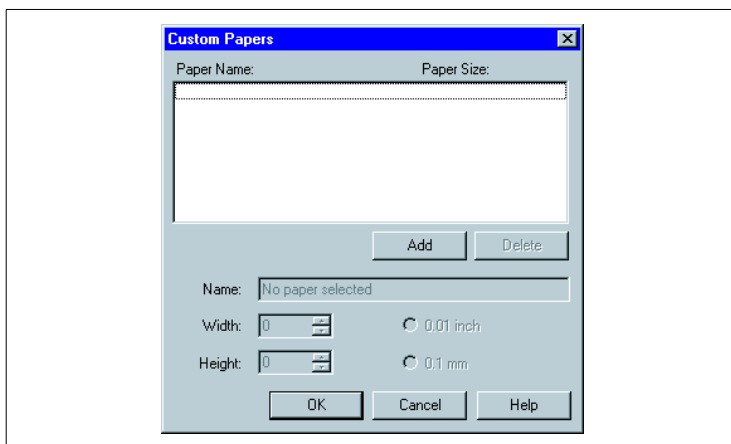 Custom Papers
Paper Name: Paper Size:
Add Delete
Name: No paper selected
Width: 0 0.01 inch
Height: 0 0.1 mm
OK Cancel Help